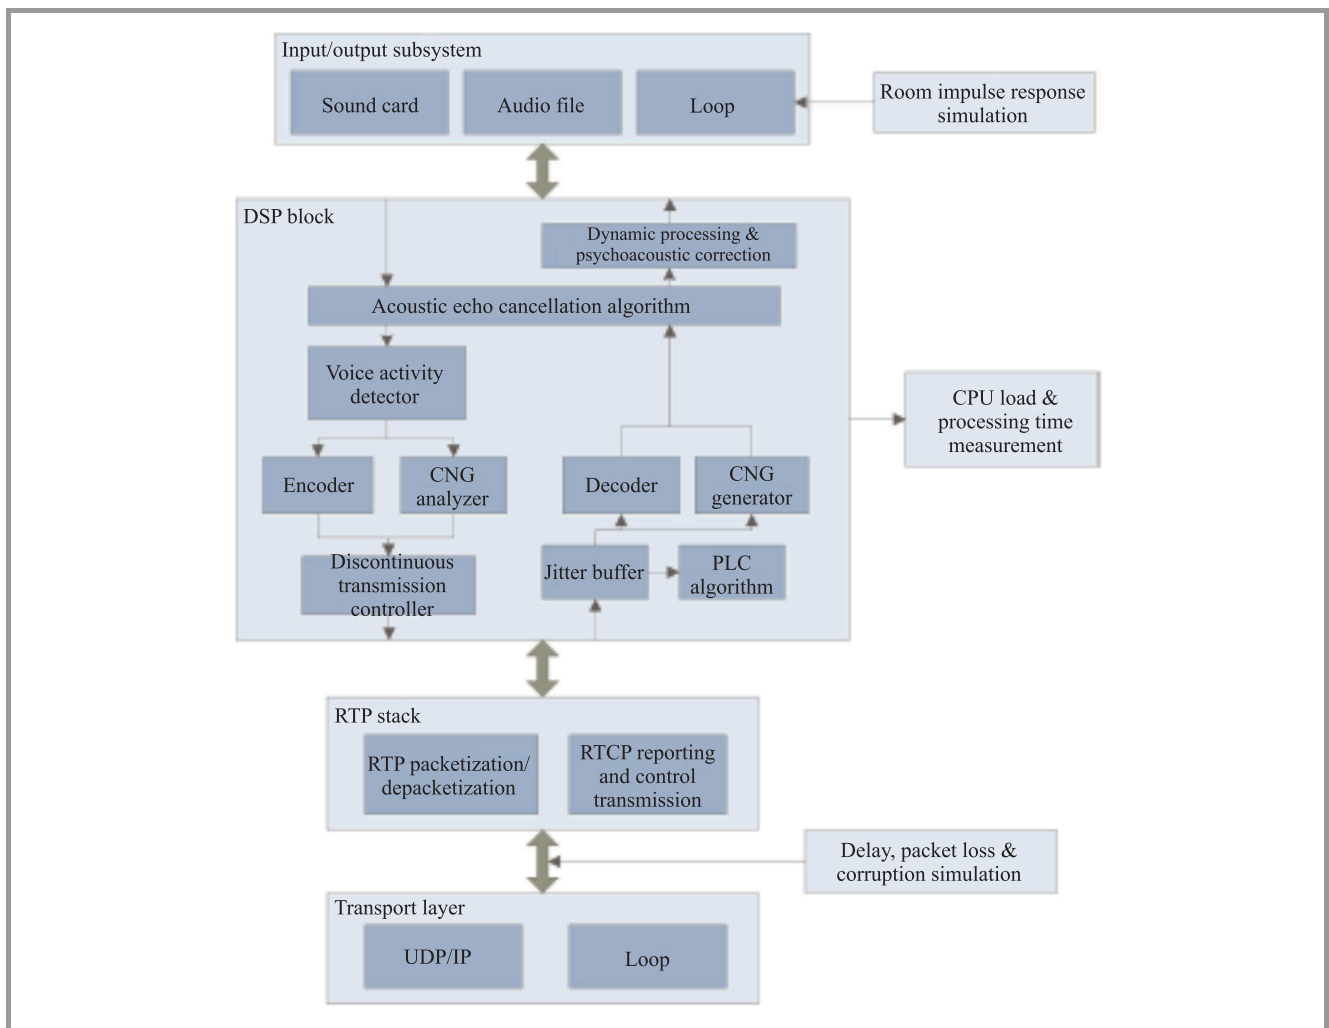 Input/output subsystem
Sound card
Audio file
Loop
Room impulse response
simulation
DSP block
Dynamic processing &
psychoacoustic correction
Acoustic echo cancellation algorithm
Voice activity
detector
CPU load &
processing time
measurement
Encoder
CNG
analyzer
Decoder
CNG
generator
Discontinuous
transmission
controller
Jitter buffer
PLC
algorithm
RTP stack
RTP packetization/
depacketization
RTCP reporting
and control
transmission
Delay, packet loss &
corruption simulation
Transport layer
UDP/IP
Loop